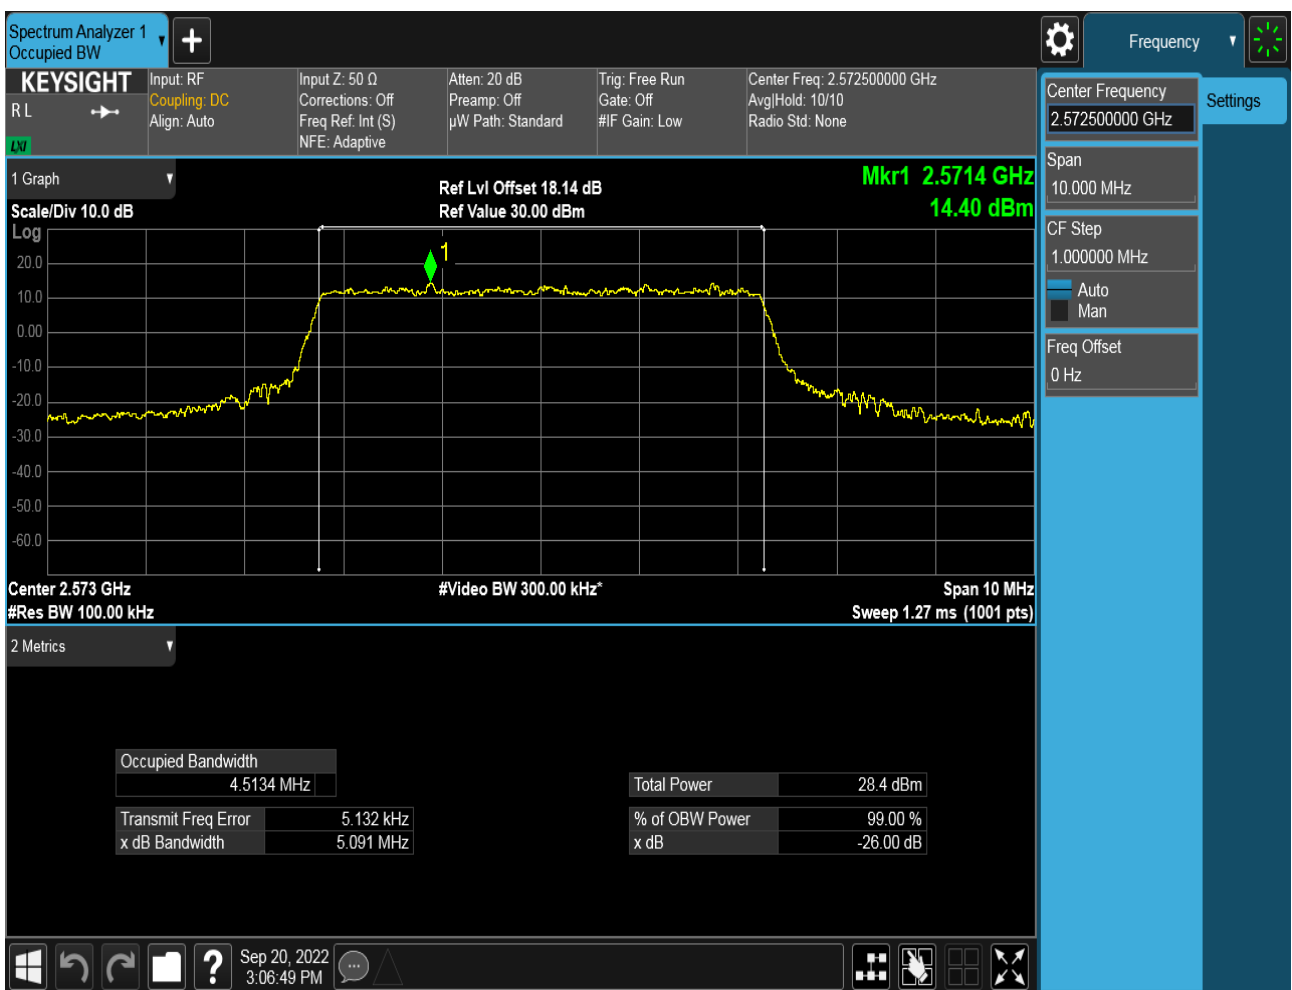 Spectrum Analyzer 1
Occupied BW
Frequency
KEYSIGHT
R L
LXI
Input: RF
Coupling: DC
Align: Auto
Input Z: 50 Ω
Corrections: Off
Freq Ref: Int (S)
NFE: Adaptive
Atten: 20 dB
Preamp: Off
µW Path: Standard
Trig: Free Run
Gate: Off
#IF Gain: Low
Center Freq: 2.572500000 GHz
Avg|Hold: 10/10
Radio Std: None
Center Frequency
2.572500000 GHz
Settings
Span
10.000 MHz
CF Step
1.000000 MHz
Auto
Man
Freq Offset
0 Hz
1 Graph
Scale/Div 10.0 dB
Ref Lvl Offset 18.14 dB
Ref Value 30.00 dBm
Mkr1 2.5714 GHz
14.40 dBm
Log
1
20.0
10.0
0.00
-10.0
-20.0
-30.0
-40.0
-50.0
-60.0
Center 2.573 GHz
#Res BW 100.00 kHz
#Video BW 300.00 kHz*
Span 10 MHz
Sweep 1.27 ms (1001 pts)
2 Metrics
Occupied Bandwidth
4.5134 MHz
Transmit Freq Error 5.132 kHz
x dB Bandwidth 5.091 MHz
Total Power 28.4 dBm
% of OBW Power 99.00 %
x dB -26.00 dB
?
Sep 20, 2022
3:06:49 PM